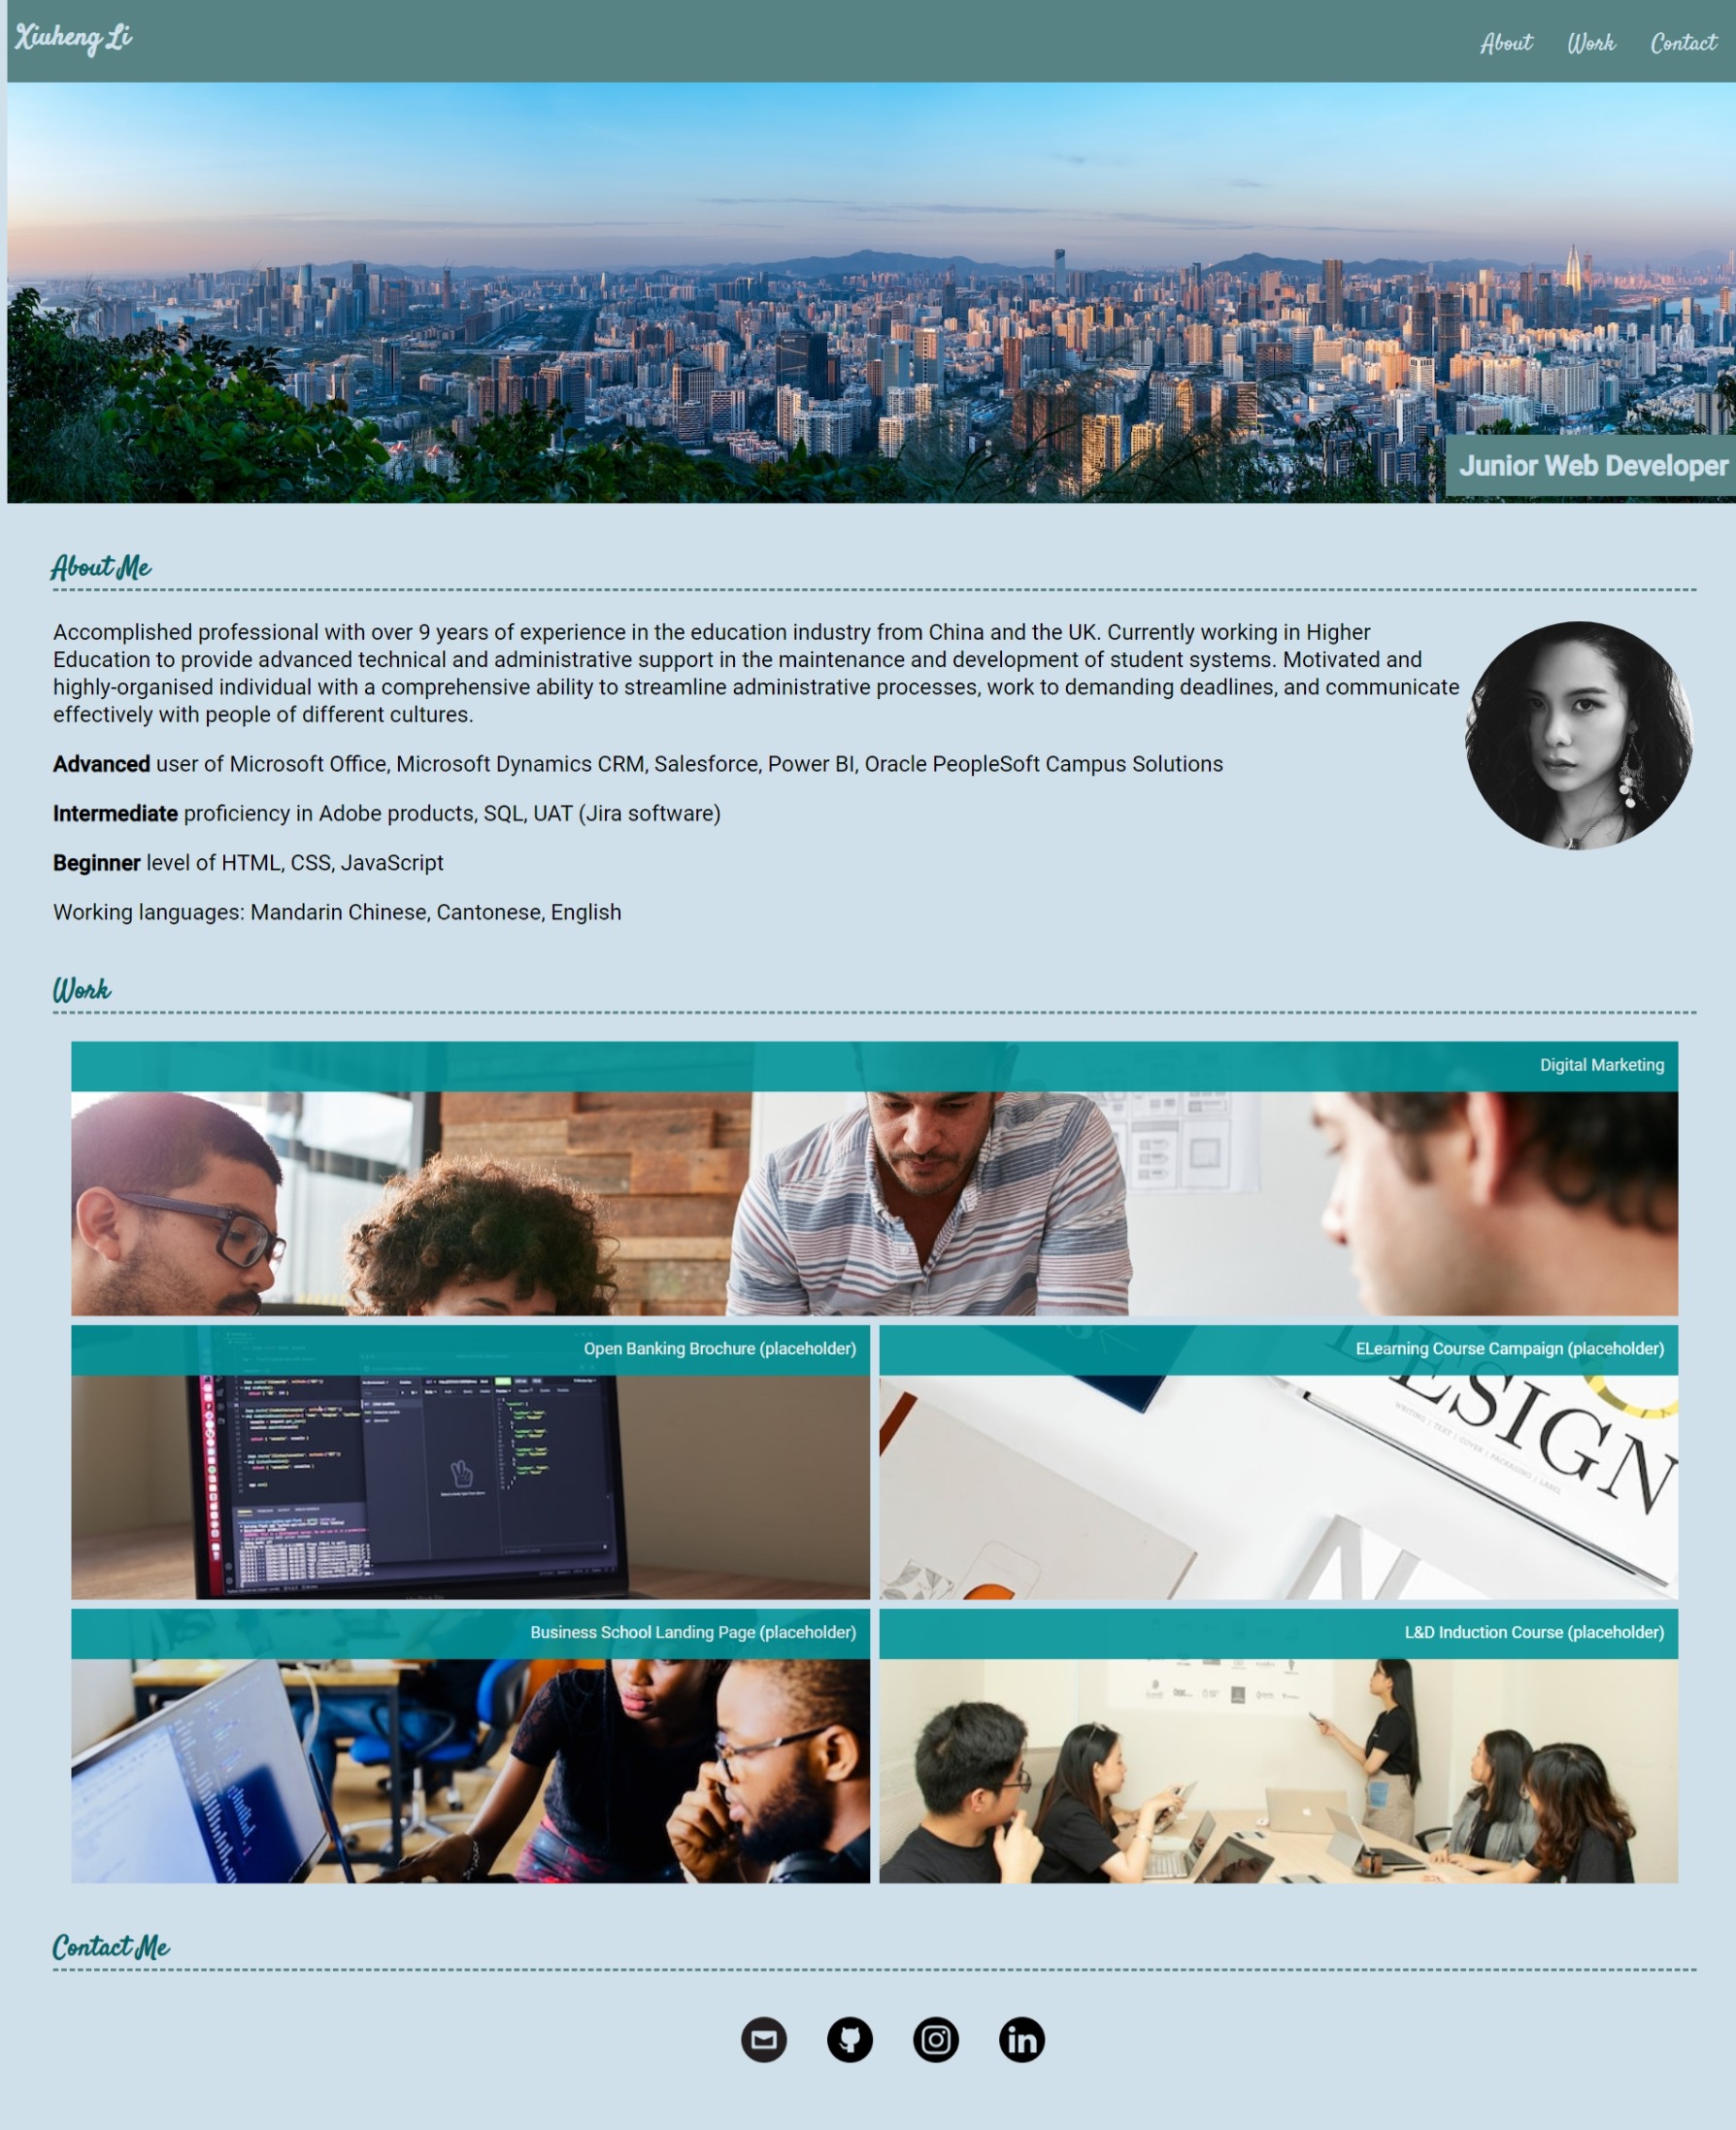 Xiuheng Li
About Work Contact
Junior Web Developer
About Me
Accomplished professional with over 9 years of experience in the education industry from China and the UK. Currently working in Higher
Education to provide advanced technical and administrative support in the maintenance and development of student systems. Motivated and
highly-organised individual with a comprehensive ability to streamline administrative processes, work to demanding deadlines, and communicate
effectively with people of different cultures.
Advanced user of Microsoft Office, Microsoft Dynamics CRM, Salesforce, Power BI, Oracle PeopleSoft Campus Solutions
Intermediate proficiency in Adobe products, SQL, UAT (Jira software)
Beginner level of HTML, CSS, JavaScript
Working languages: Mandarin Chinese, Cantonese, English
Work
Digital Marketing
Open Banking Brochure (placeholder)
ELearning Course Campaign (placeholder)
DESIGN
WRITING | TEXT | COVER | PACKAGING | LABEL
Business School Landing Page (placeholder)
L&D Induction Course (placeholder)
Contact Me
in